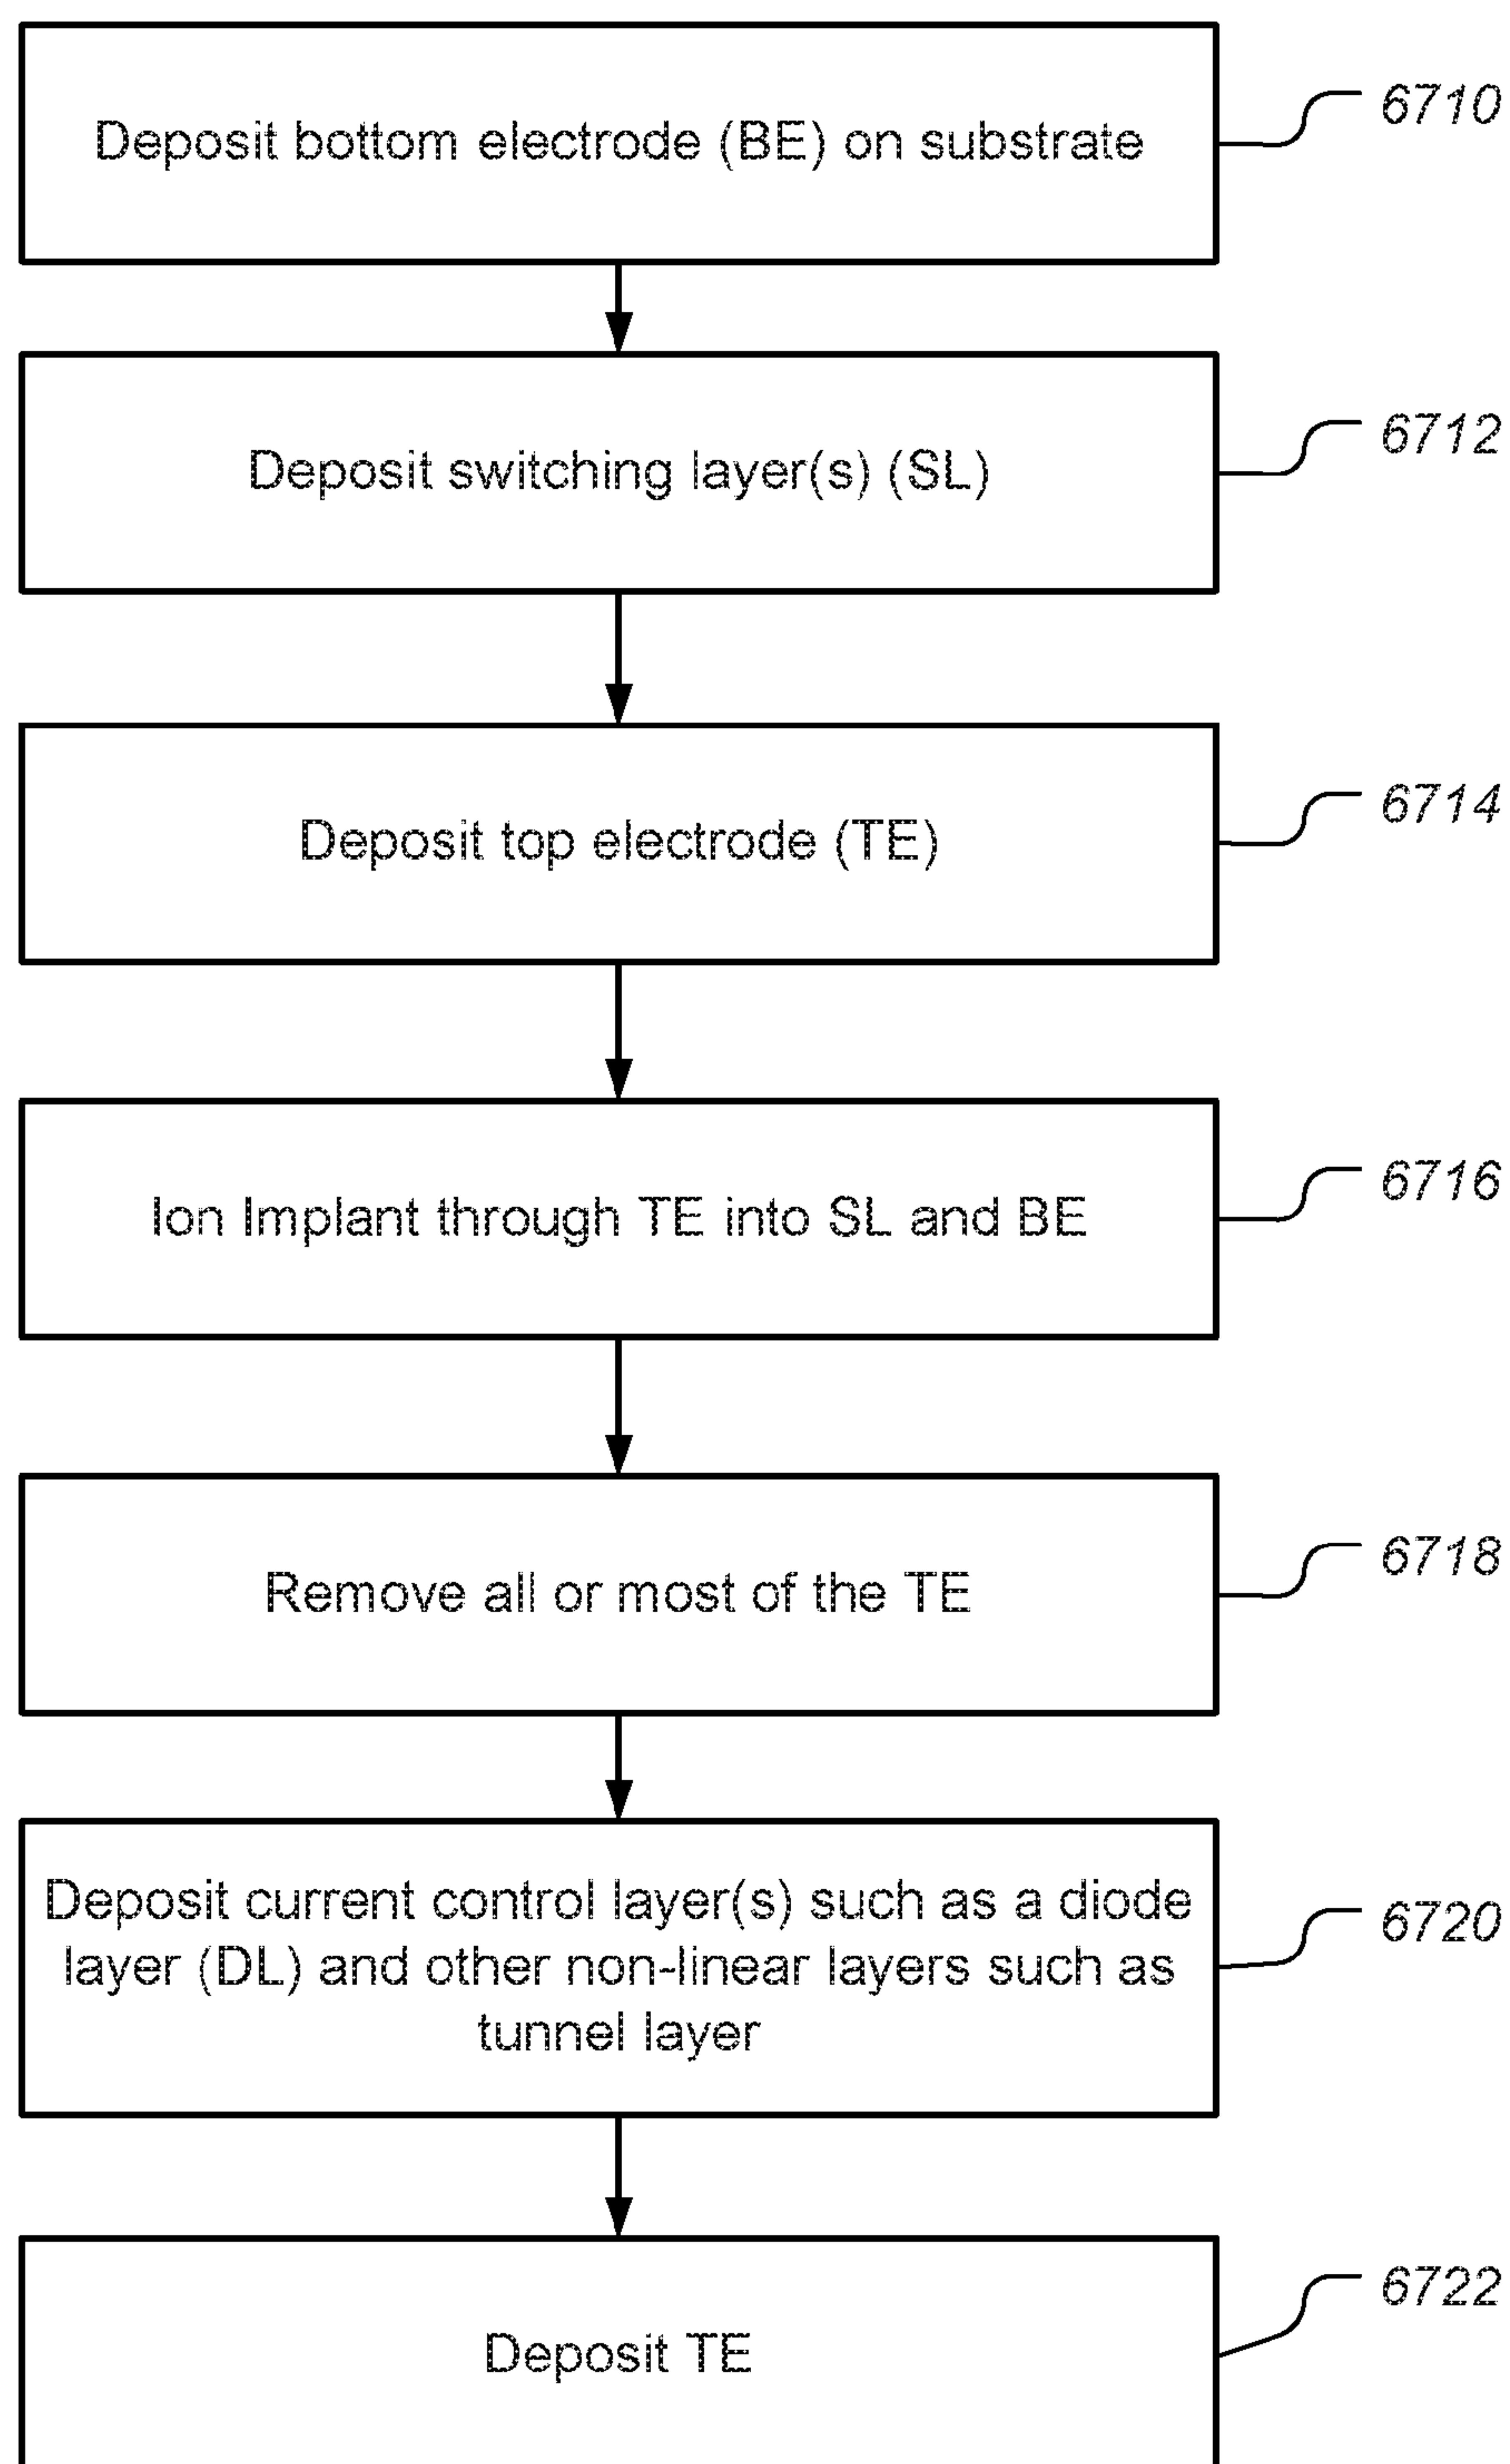 Deposit bottom electrode (BE) on substrate
6710
Deposit switching layer(s) (SL)
6712
Deposit top electrode (TE)
6714
Ion Implant through TE into SL and BE
6716
Remove all or most of the TE
6718
Deposit current control layer(s) such as a diode
layer (DL) and other non-linear layers such as
tunnel layer
6720
Deposit TE
6722